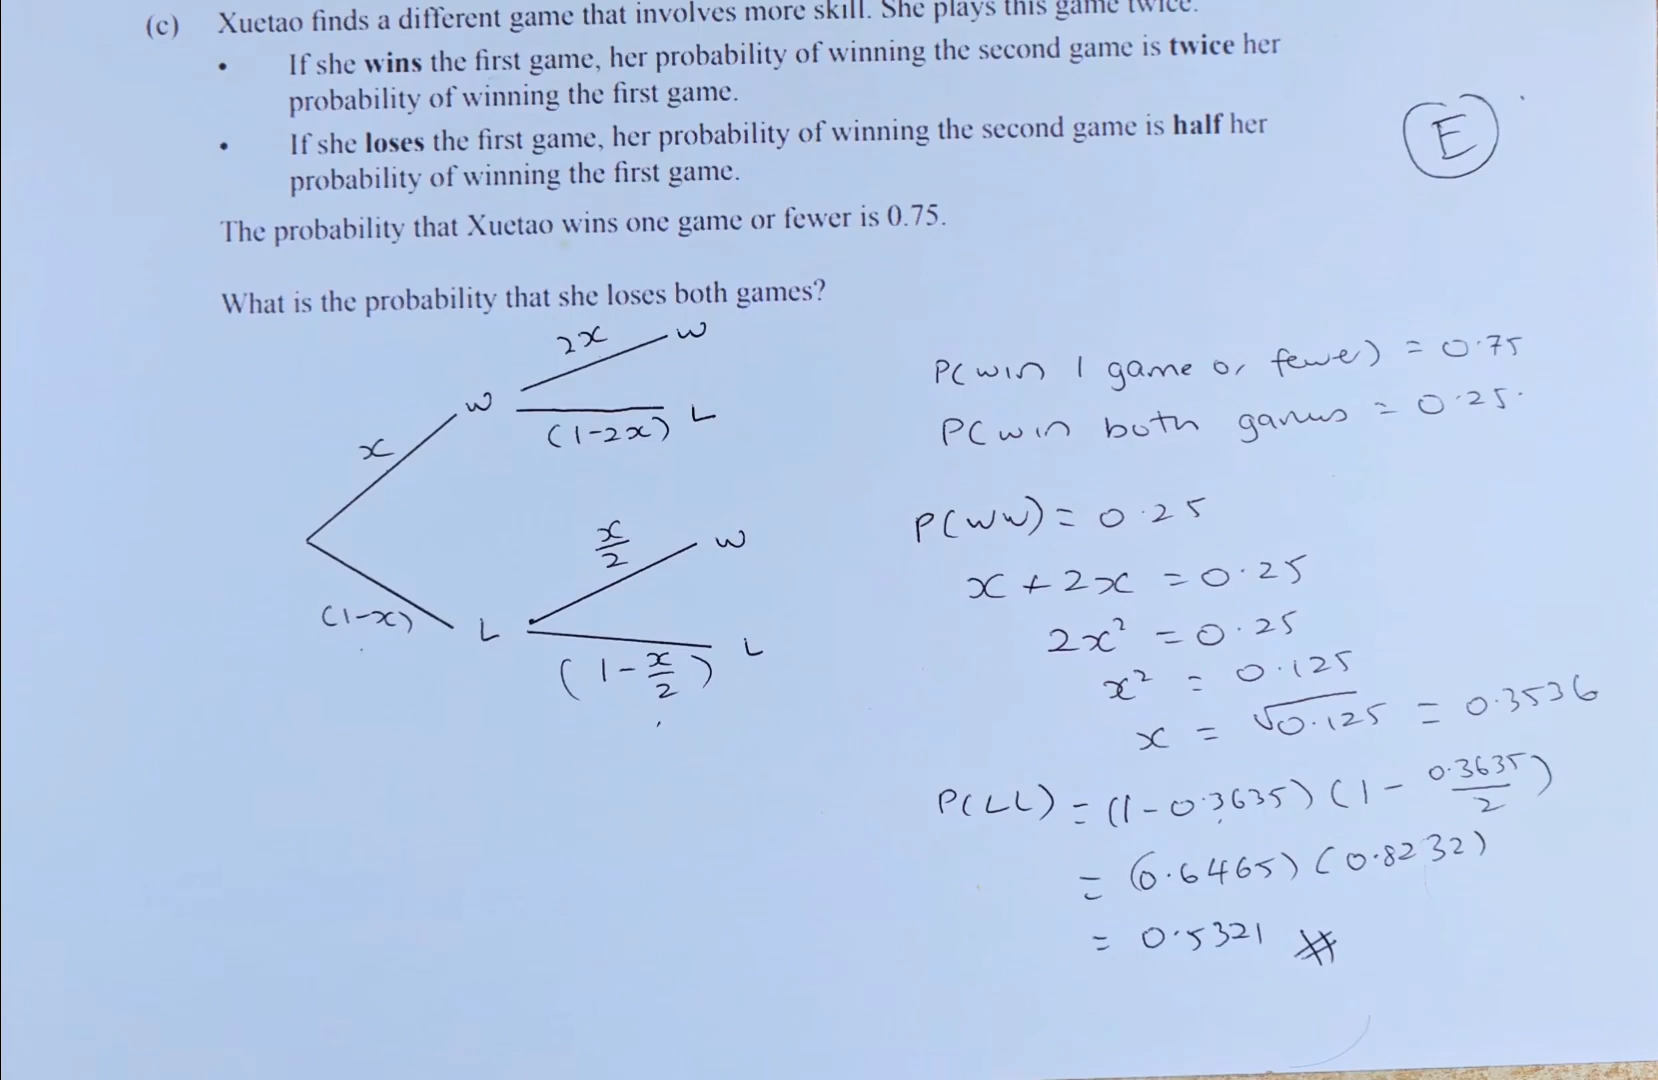 (c) Xuetao finds a different game that involves more skill. She plays this game twice.
• If she wins the first game, her probability of winning the second game is twice her
probability of winning the first game.
• If she loses the first game, her probability of winning the second game is half her
probability of winning the first game.
E
The probability that Xuetao wins one game or fewer is 0.75.
What is the probability that she loses both games?
2x W
W
x
(1-2x) L
x/2 W
(1-x) L
(1-x/2) L
P(win 1 game or fewer) = 0.75
P(win both games = 0.25.
P(WW) = 0.25
x + 2x = 0.25
2x² = 0.25
x² = 0.125
x = √0.125 = 0.3536
P(LL) = (1-0.3635)(1-0.3635/2)
= (0.6465)(0.8232)
= 0.5321 #